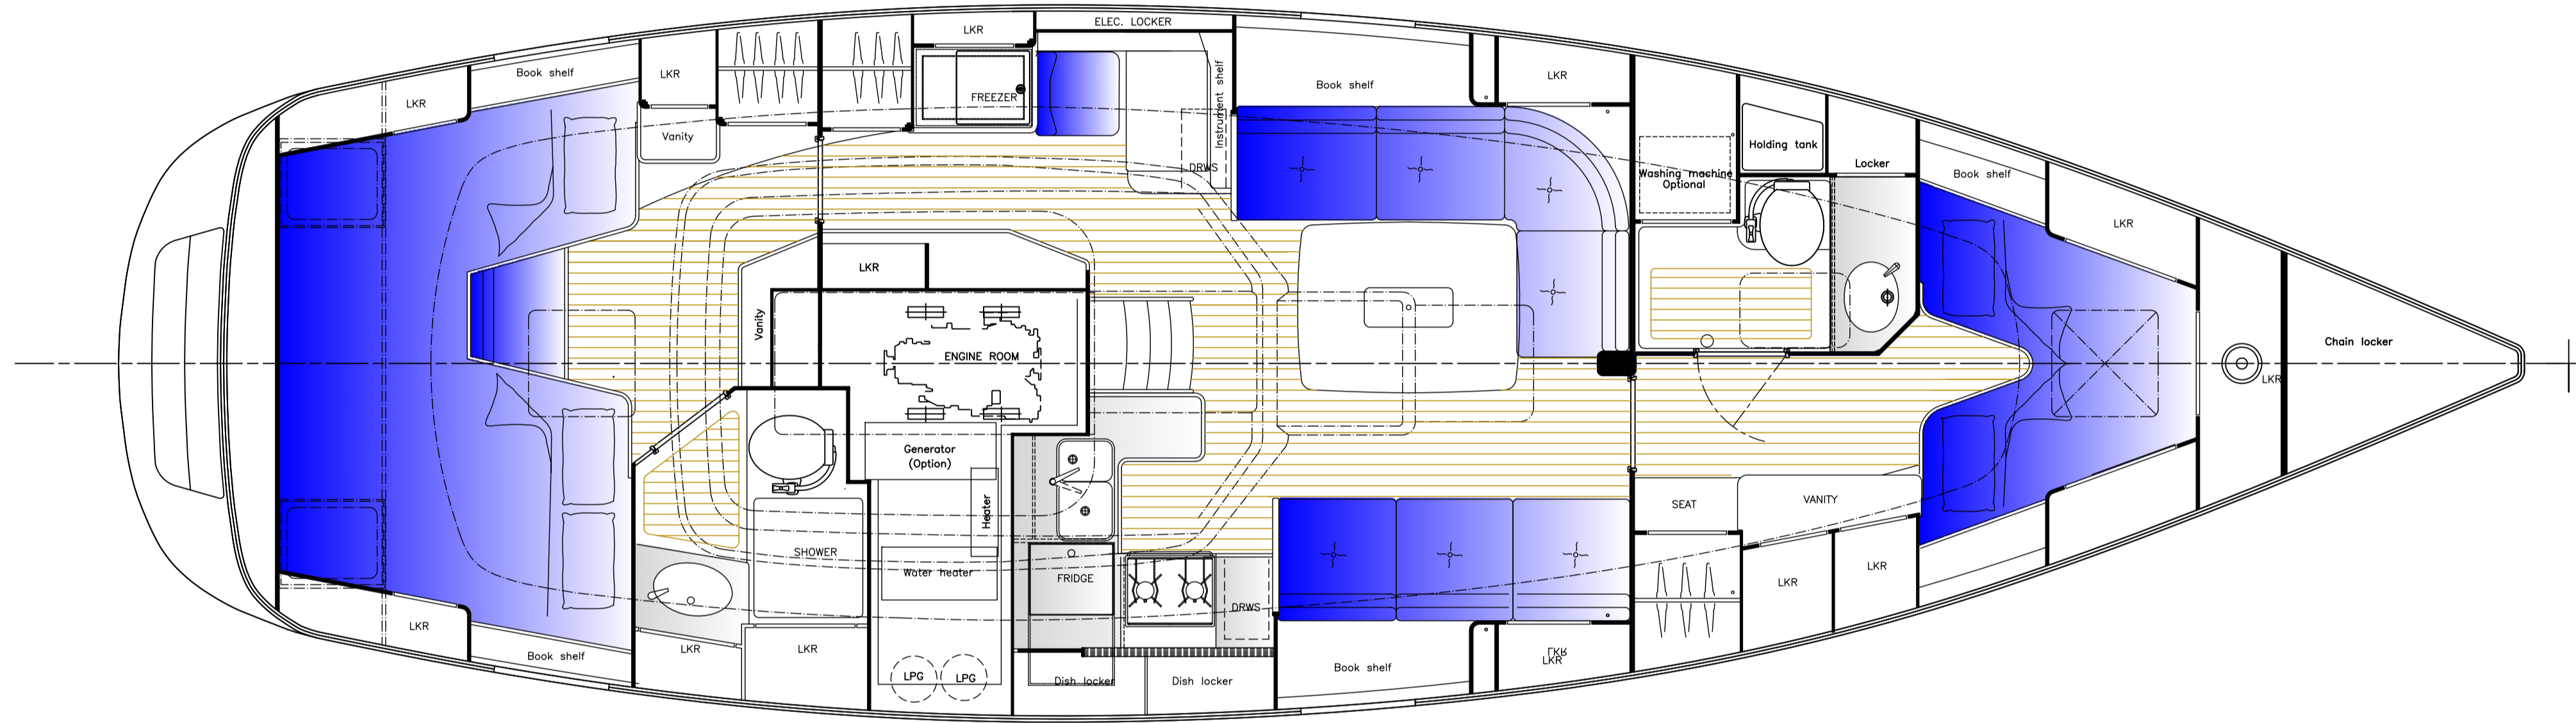 ELEC. LOCKER
LKR
Book shelf
LKR
LKR
LKR
Book shelf
FREEZER
Instrument shelf
Vanity
DRWS
Washing machine
Optional
Holding tank
Locker
Book shelf
LKR
LKR
Vanity
ENGINE ROOM
Chain locker
LKR
Generator
(Option)
Heater
SEAT
VANITY
SHOWER
Water heater
FRIDGE
DRWS
LKR
LKR
LKR
Book shelf
LKR
LKR
LPG
LPG
Dish locker
Dish locker
Book shelf
LKR
LKR